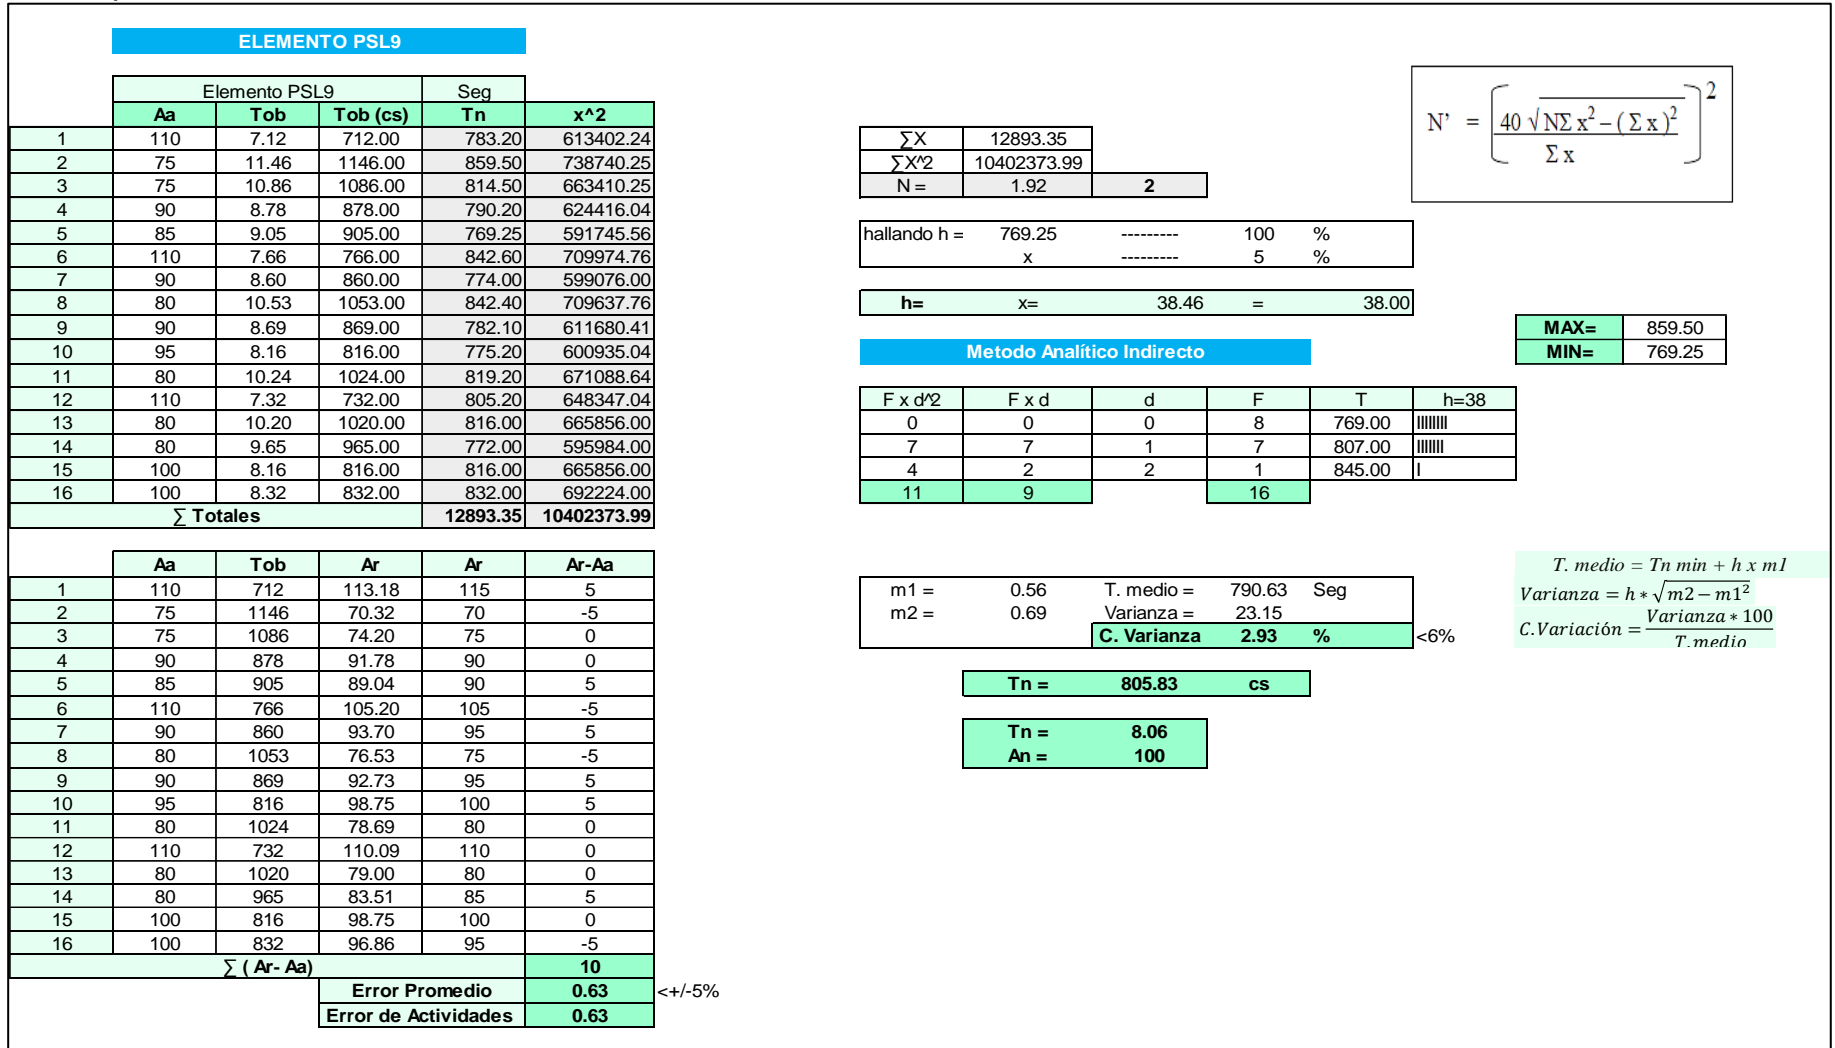 ELEMENTO PSL9
Elemento PSL9 Seg
Aa Tob Tob (cs) Tn x^2
1 110 7.12 712.00 783.20 613402.24
2 75 11.46 1146.00 859.50 738740.25
3 75 10.86 1086.00 814.50 663410.25
4 90 8.78 878.00 790.20 624416.04
5 85 9.05 905.00 769.25 591745.56
6 110 7.66 766.00 842.60 709974.76
7 90 8.60 860.00 774.00 599076.00
8 80 10.53 1053.00 842.40 709637.76
9 90 8.69 869.00 782.10 611680.41
10 95 8.16 816.00 775.20 600935.04
11 80 10.24 1024.00 819.20 671088.64
12 110 7.32 732.00 805.20 648347.04
13 80 10.20 1020.00 816.00 665856.00
14 80 9.65 965.00 772.00 595984.00
15 100 8.16 816.00 816.00 665856.00
16 100 8.32 832.00 832.00 692224.00
∑ Totales 12893.35 10402373.99
Aa Tob Ar Ar Ar-Aa
1 110 712 113.18 115 5
2 75 1146 70.32 70 -5
3 75 1086 74.20 75 0
4 90 878 91.78 90 0
5 85 905 89.04 90 5
6 110 766 105.20 105 -5
7 90 860 93.70 95 5
8 80 1053 76.53 75 -5
9 90 869 92.73 95 5
10 95 816 98.75 100 5
11 80 1024 78.69 80 0
12 110 732 110.09 110 0
13 80 1020 79.00 80 0
14 80 965 83.51 85 5
15 100 816 98.75 100 0
16 100 832 96.86 95 -5
∑ ( Ar- Aa) 10
Error Promedio 0.63 <+/-5%
Error de Actividades 0.63
∑X 12893.35
∑X^2 10402373.99
N = 1.92 2
hallando h = 769.25 --------- 100 %
x --------- 5 %
h= x= 38.46 = 38.00
Metodo Analítico Indirecto
F x d^2 F x d d F T h=38
0 0 0 8 769.00 IIIIIIII
7 7 1 7 807.00 IIIIIII
4 2 2 1 845.00 I
11 9 16
m1 = 0.56 T. medio = 790.63 Seg
m2 = 0.69 Varianza = 23.15
C. Varianza 2.93 % <6%
Tn = 805.83 cs
Tn = 8.06
An = 100
N' = [ 40 √ NΣ x² – ( Σ x )² / Σ x ]²
MAX= 859.50
MIN= 769.25
T. medio = Tn min + h x m1
Varianza = h * √m2 − m1²
C.Variación = Varianza * 100 / T.medio